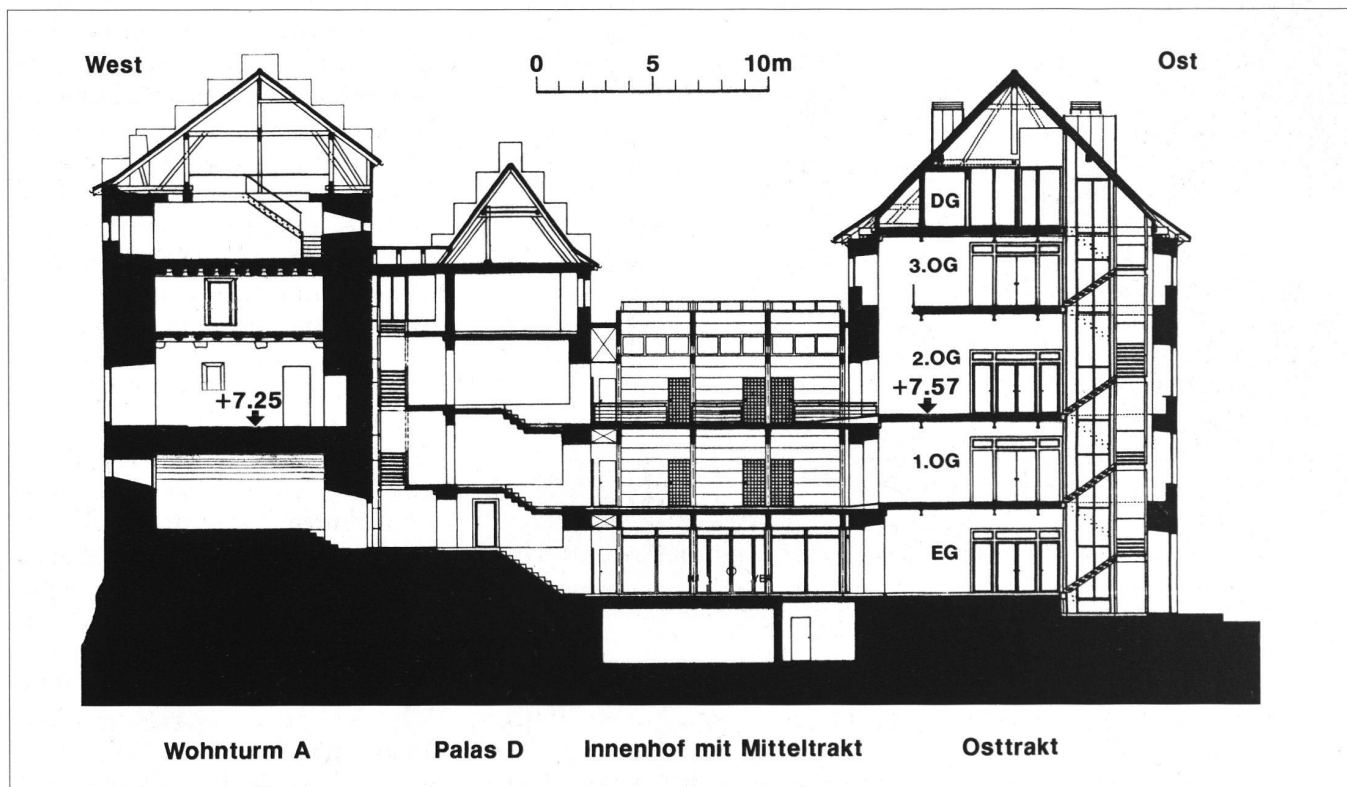 West
0 5 10m
Ost
DG
3.OG
2.OG
+7.57
+7.25
1.OG
EG
Wohnturm A
Palas D
Innenhof mit Mitteltrakt
Osttrakt